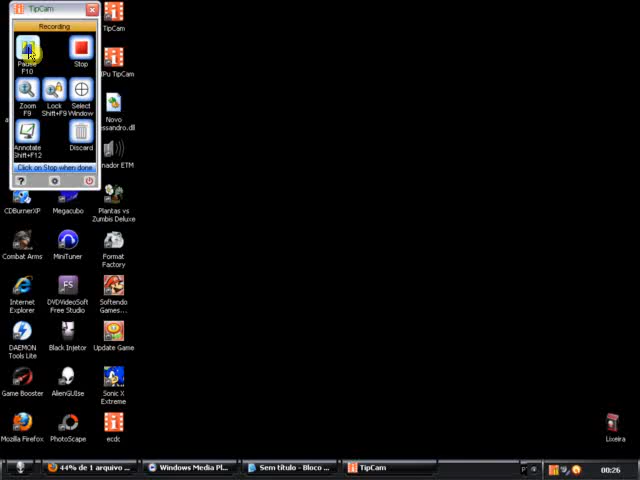 TipCam
Recording
Pause
F10
Stop
Zoom
F9
Lock
Shift+F9
Select
Window
Annotate
Shift+F12
Discard
Click on Stop when done
?
TipCam
IPu TipCam
Novo
essandro.dll
nador ETM
CDBurnerXP
Megacubo
Plantas vs
Zumbis Deluxe
Combat Arms
MiniTuner
Format
Factory
Internet
Explorer
FS
DVDVideoSoft
Free Studio
Softendo
Games...
DAEMON
Tools Lite
Black Injetor
Update Game
Game Booster
AlienGUIse
Sonic X
Extreme
Mozilla Firefox
PhotoScape
ecdc
Lixeira
44% de 1 arquivo ...
Windows Media Pl...
Sem título - Bloco ...
TipCam
00:26